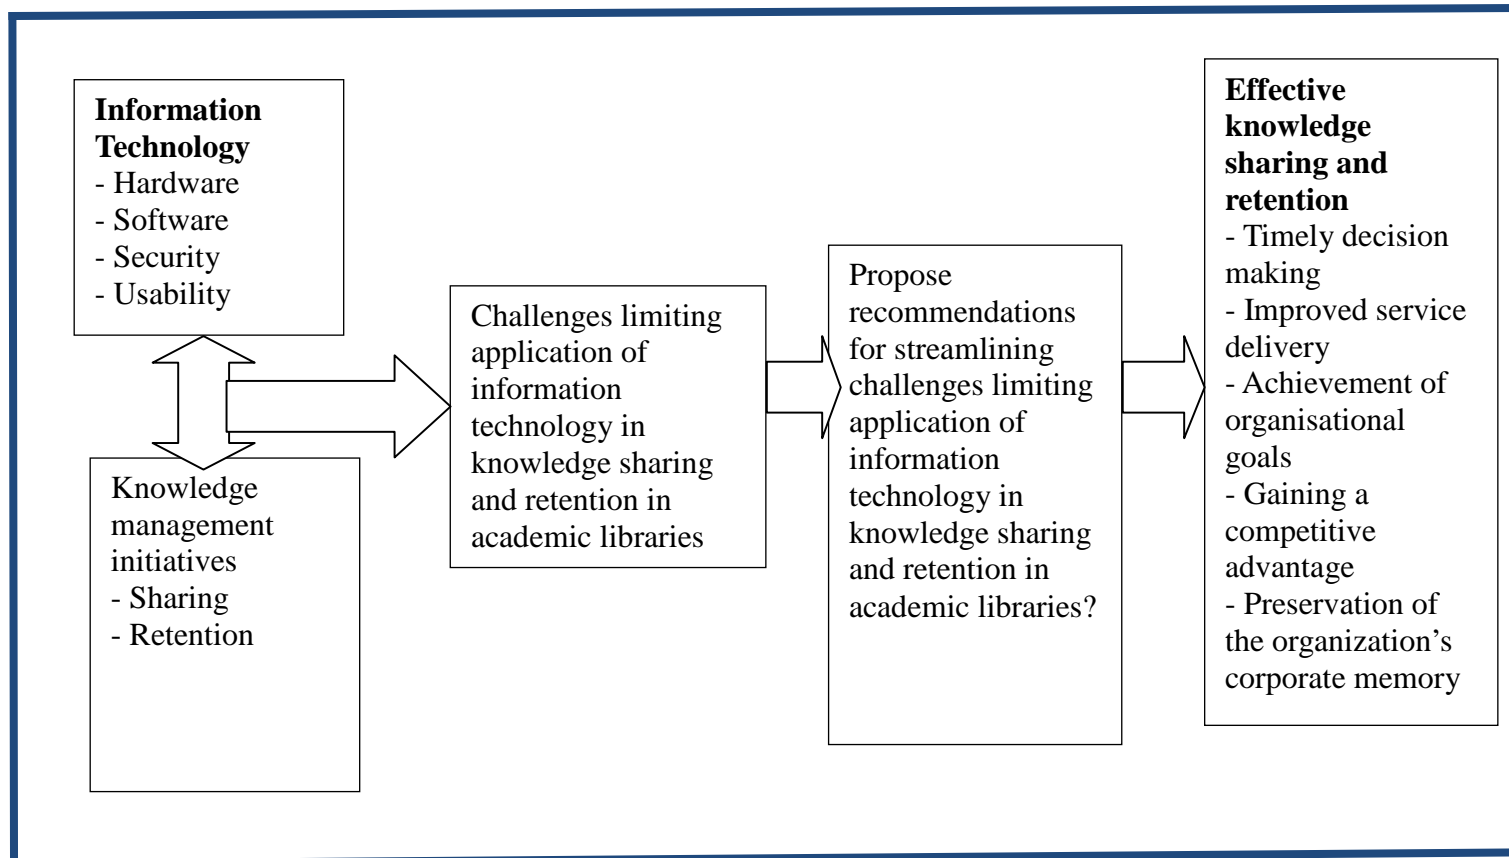 Information
Technology
- Hardware
- Software
- Security
- Usability
Knowledge
management
initiatives
- Sharing
- Retention
Challenges limiting
application of
information
technology in
knowledge sharing
and retention in
academic libraries
Propose
recommendations
for streamlining
challenges limiting
application of
information
technology in
knowledge sharing
and retention in
academic libraries?
Effective
knowledge
sharing and
retention
- Timely decision
making
- Improved service
delivery
- Achievement of
organisational
goals
- Gaining a
competitive
advantage
- Preservation of
the organization’s
corporate memory